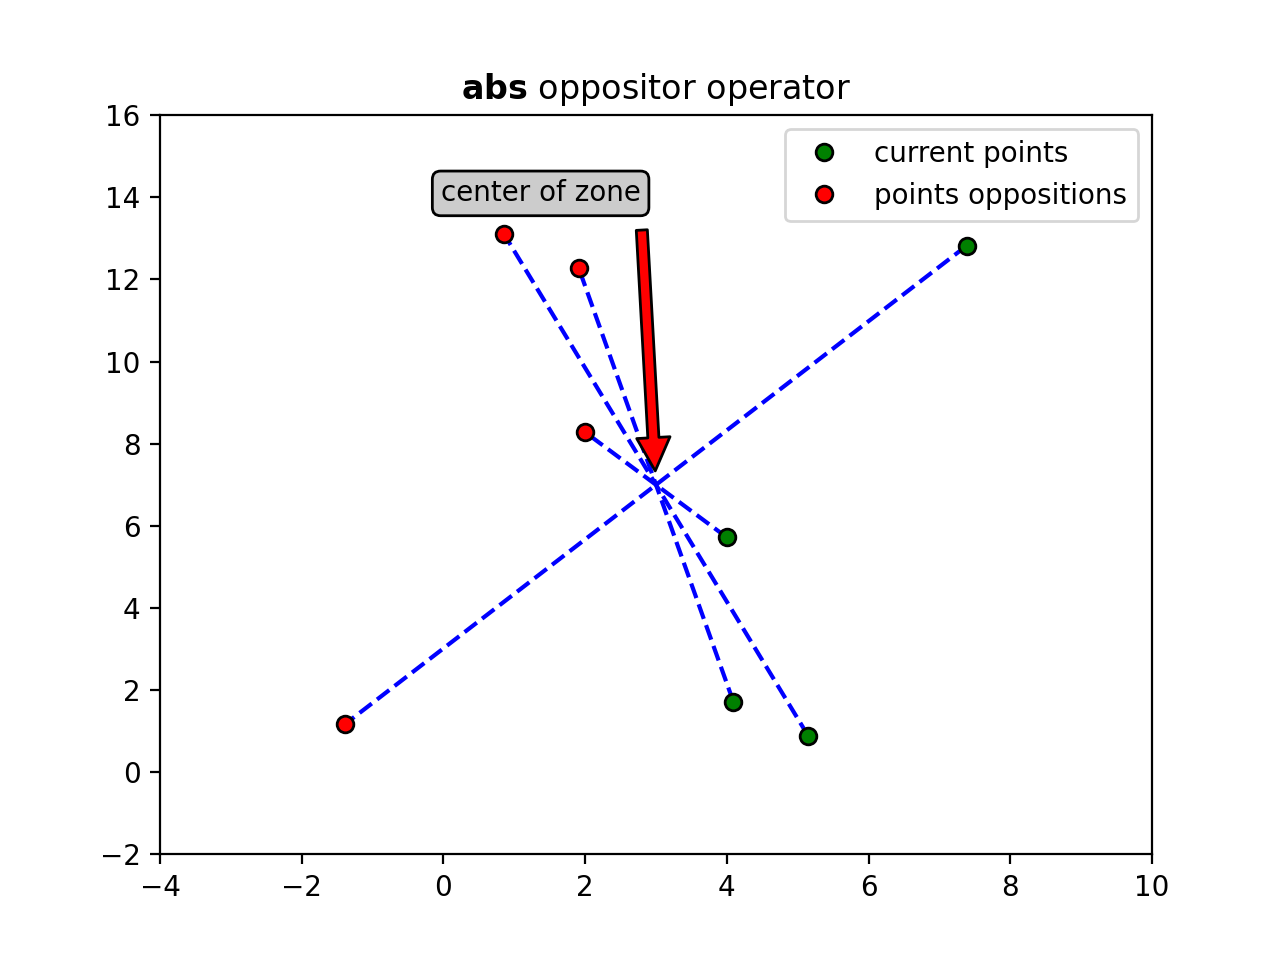 abs oppositor operator
16
14
12
10
8
6
4
2
0
−2
center of zone
current points
points oppositions
−4 −2 0 2 4 6 8 10